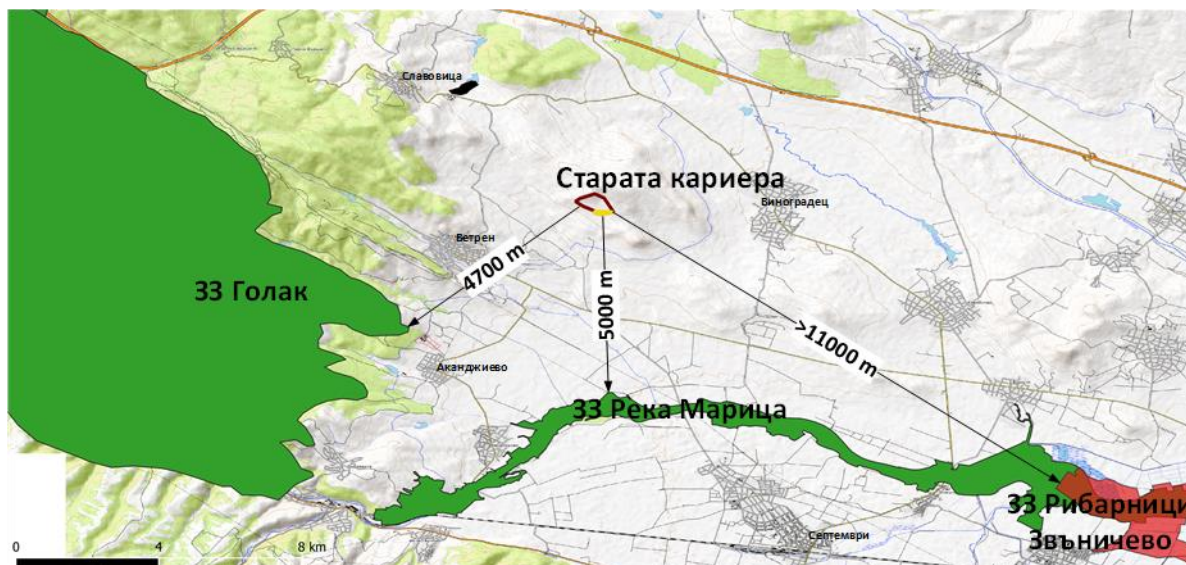 Славовица
Старата кариера
Виноградец
Ветрен
4700 m
5000 m
>11000 m
ЗЗ Голак
Аканджиево
ЗЗ Река Марица
ЗЗ Рибарници
Звъничево
Септември
0 4 8 km